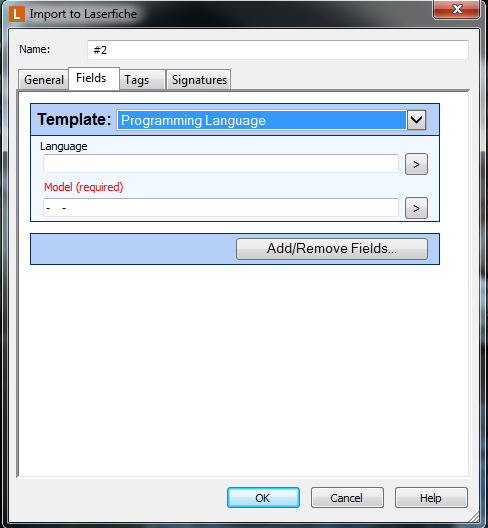 L Import to Laserfiche
Name: #2
General Fields Tags Signatures
Template: Programming Language
Language
>
Model (required)
- - >
Add/Remove Fields...
OK Cancel Help